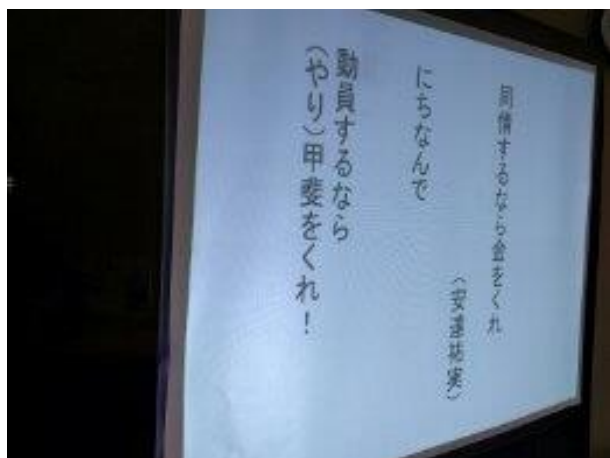 同情するなら金をくれ
(安達祐実)
にちなんで
動員するなら
(やり)甲斐をくれ!